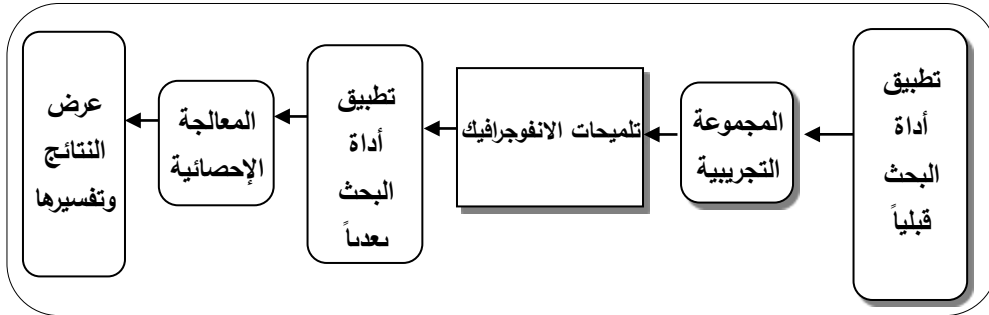 تطبيق
أداة
البحث
قبلياً
المجموعة
التجريبية
تلميحات الانفوجرافيك
تطبيق
أداة
البحث
بعدياً
المعالجة
الإحصائية
عرض
النتائج
وتفسيرها